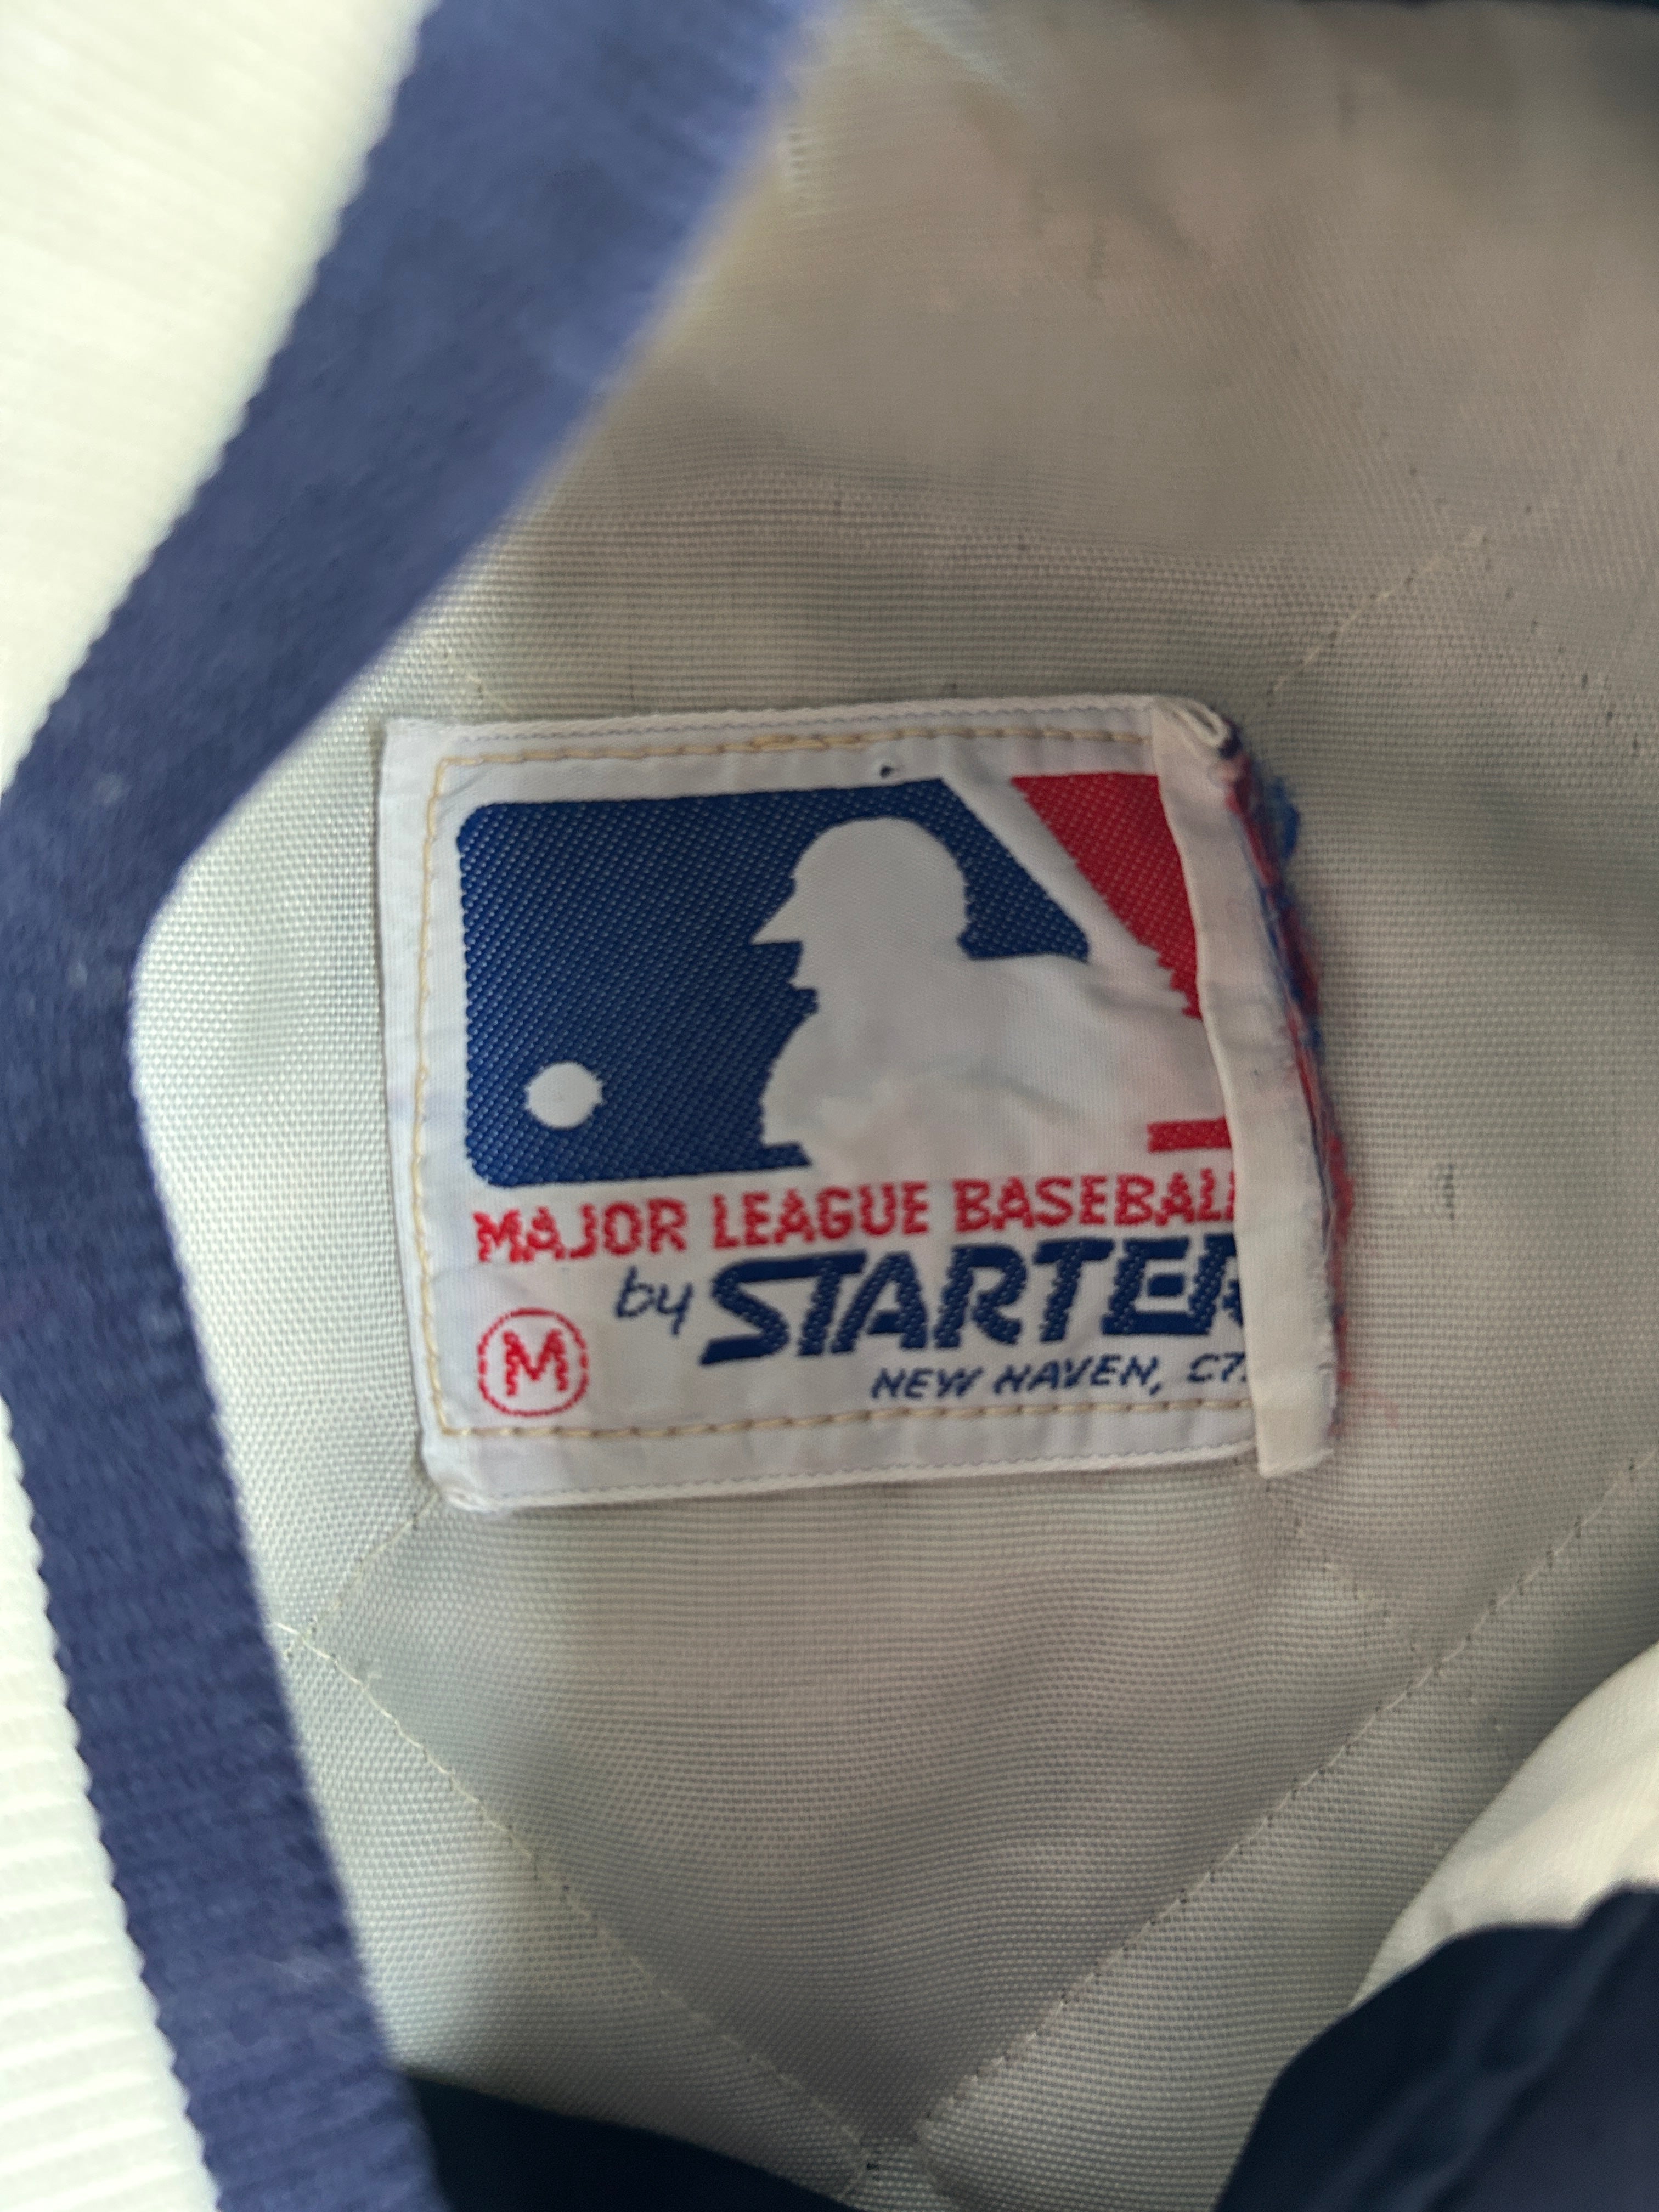 MAJOR LEAGUE BASEBALL
by STARTER
M
NEW HAVEN, CT.